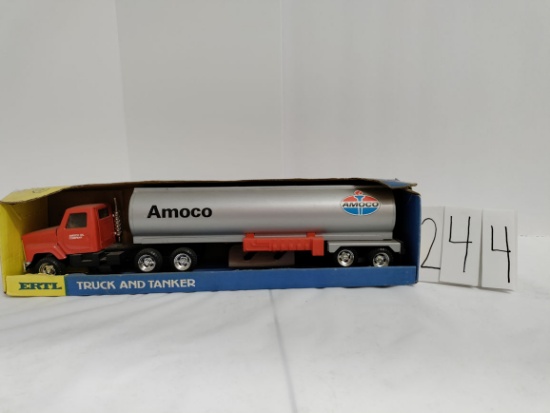 Amoco
AMOCO
244
ERTL TRUCK AND TANKER